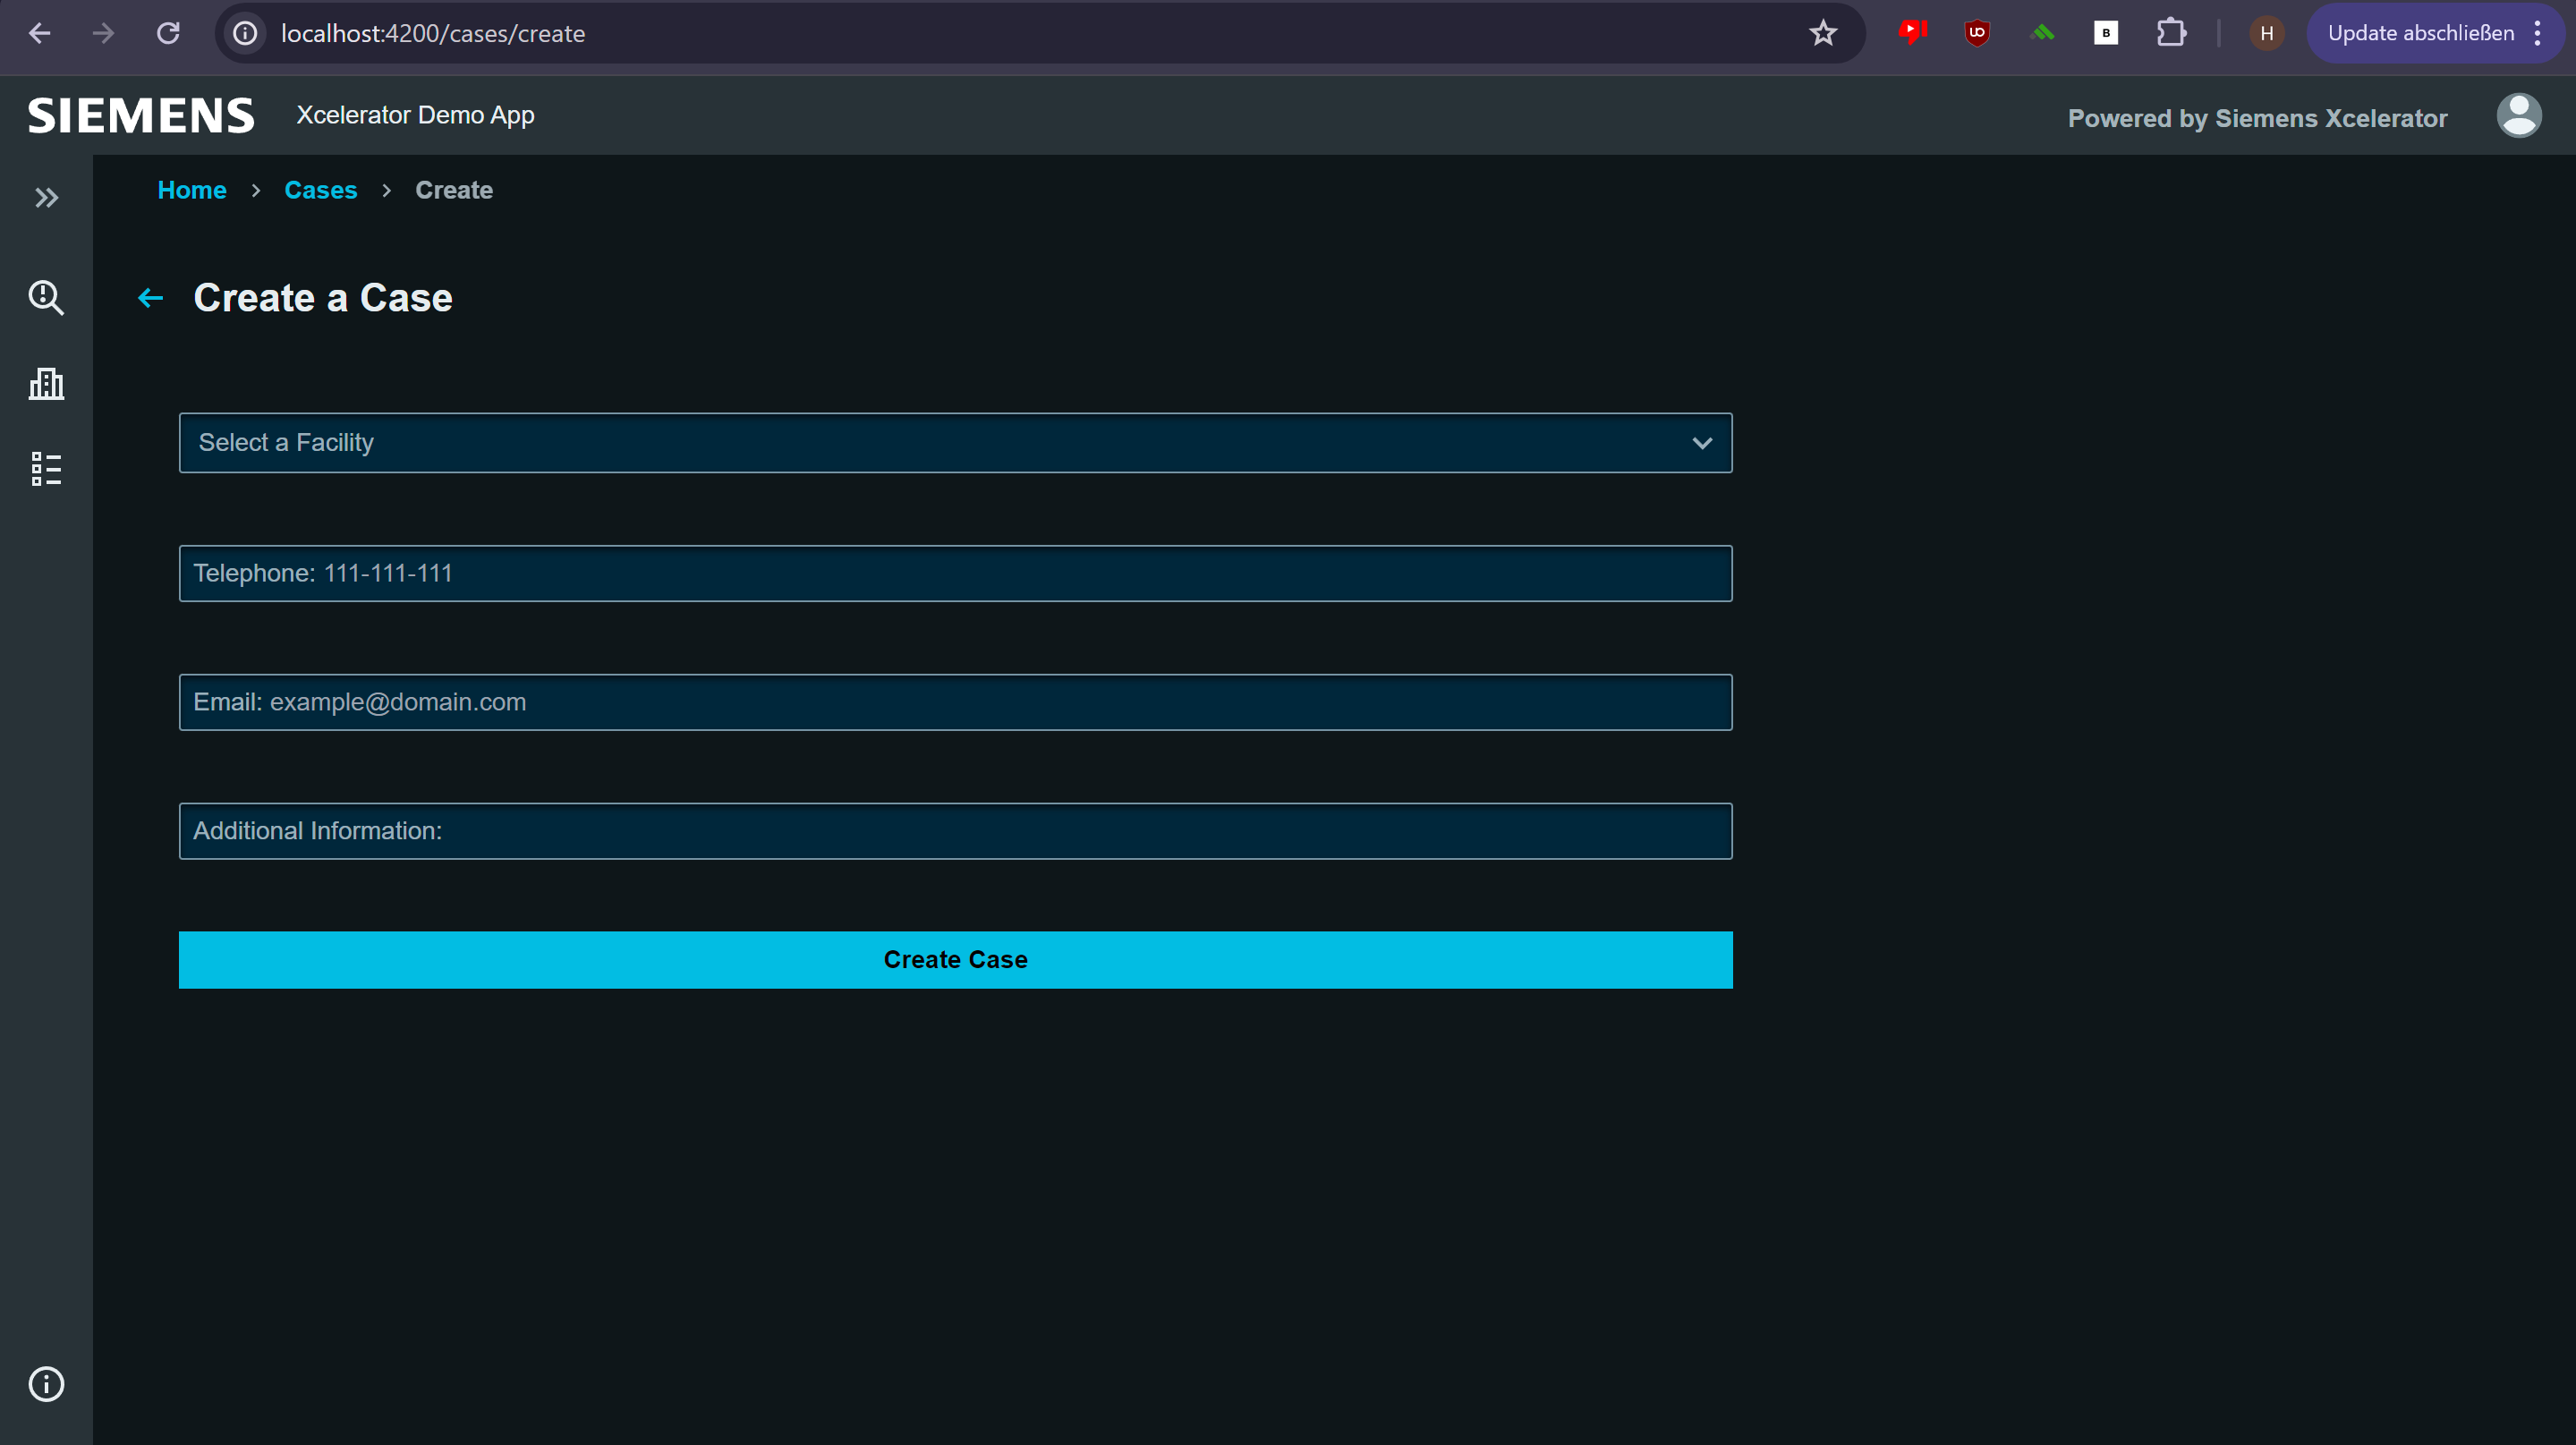 localhost:4200/cases/create
B
H
Update abschließen
SIEMENS
Xcelerator Demo App
Powered by Siemens Xcelerator
Home > Cases > Create
Create a Case
Select a Facility
Telephone: 111-111-111
Email: example@domain.com
Additional Information:
Create Case